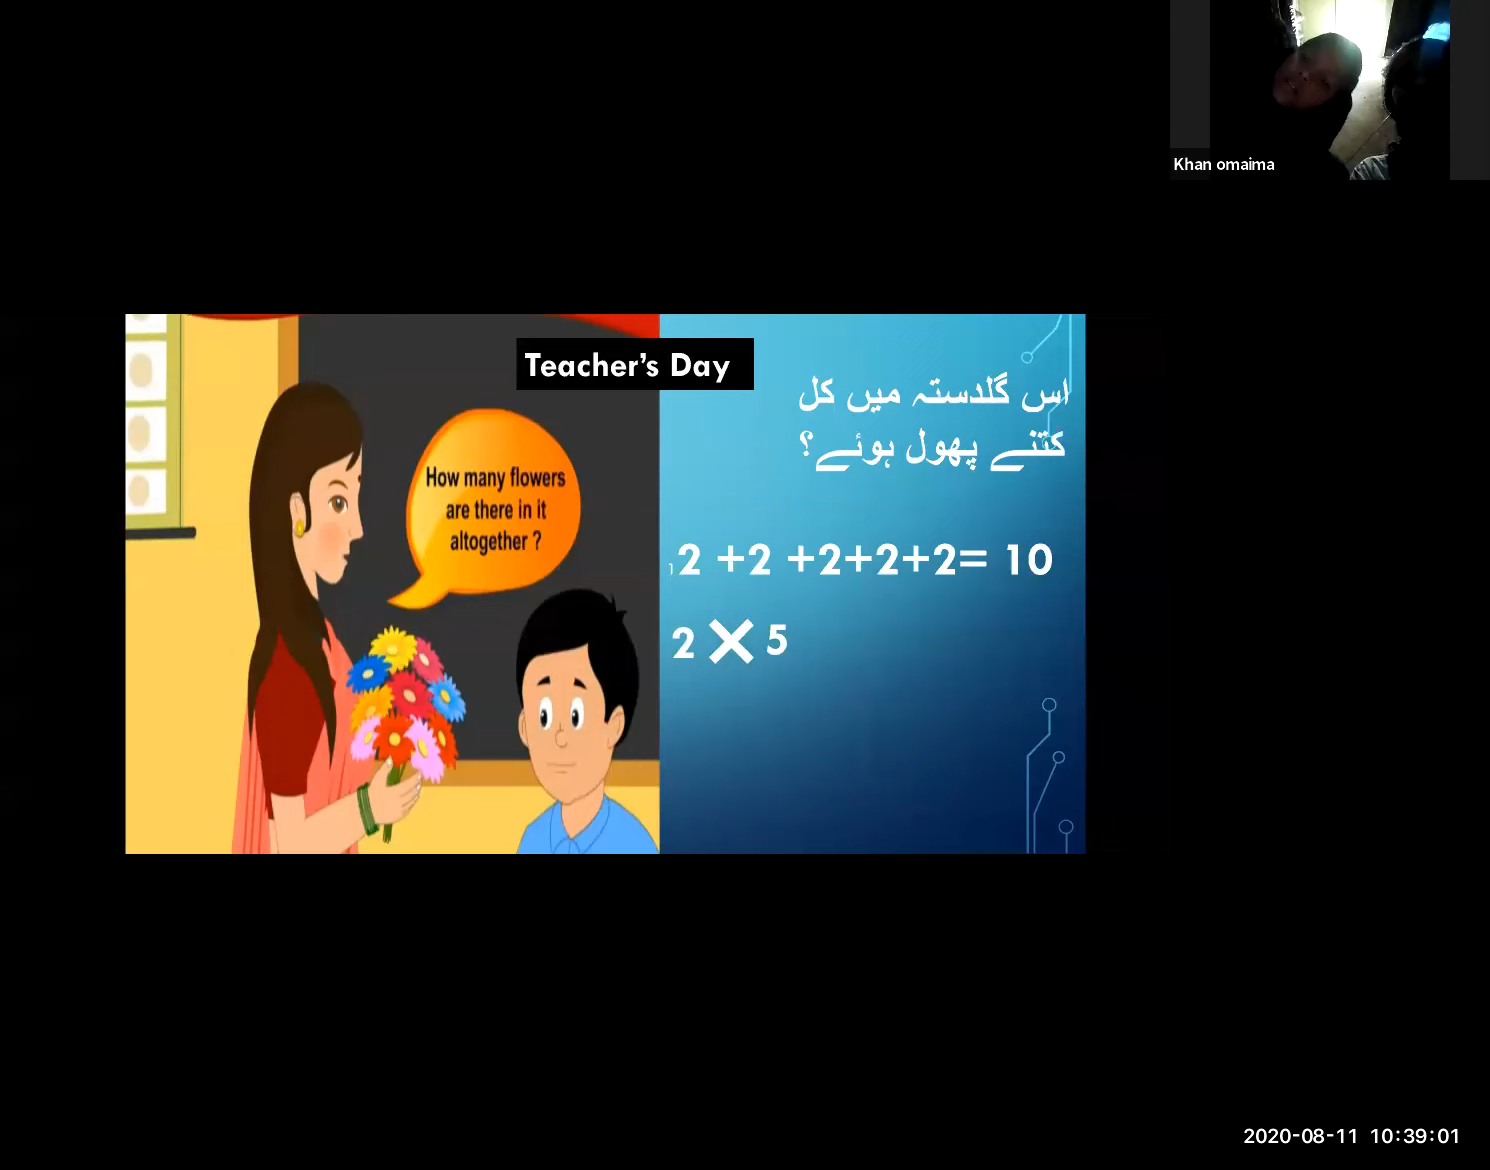 Khan omaima
Teacher's Day
How many flowers
are there in it
altogether ?
اس گلدستہ میں کل
کتنے پھول ہوئے؟
2 +2 +2+2+2= 10
2 × 5
2020-08-11 10:39:01